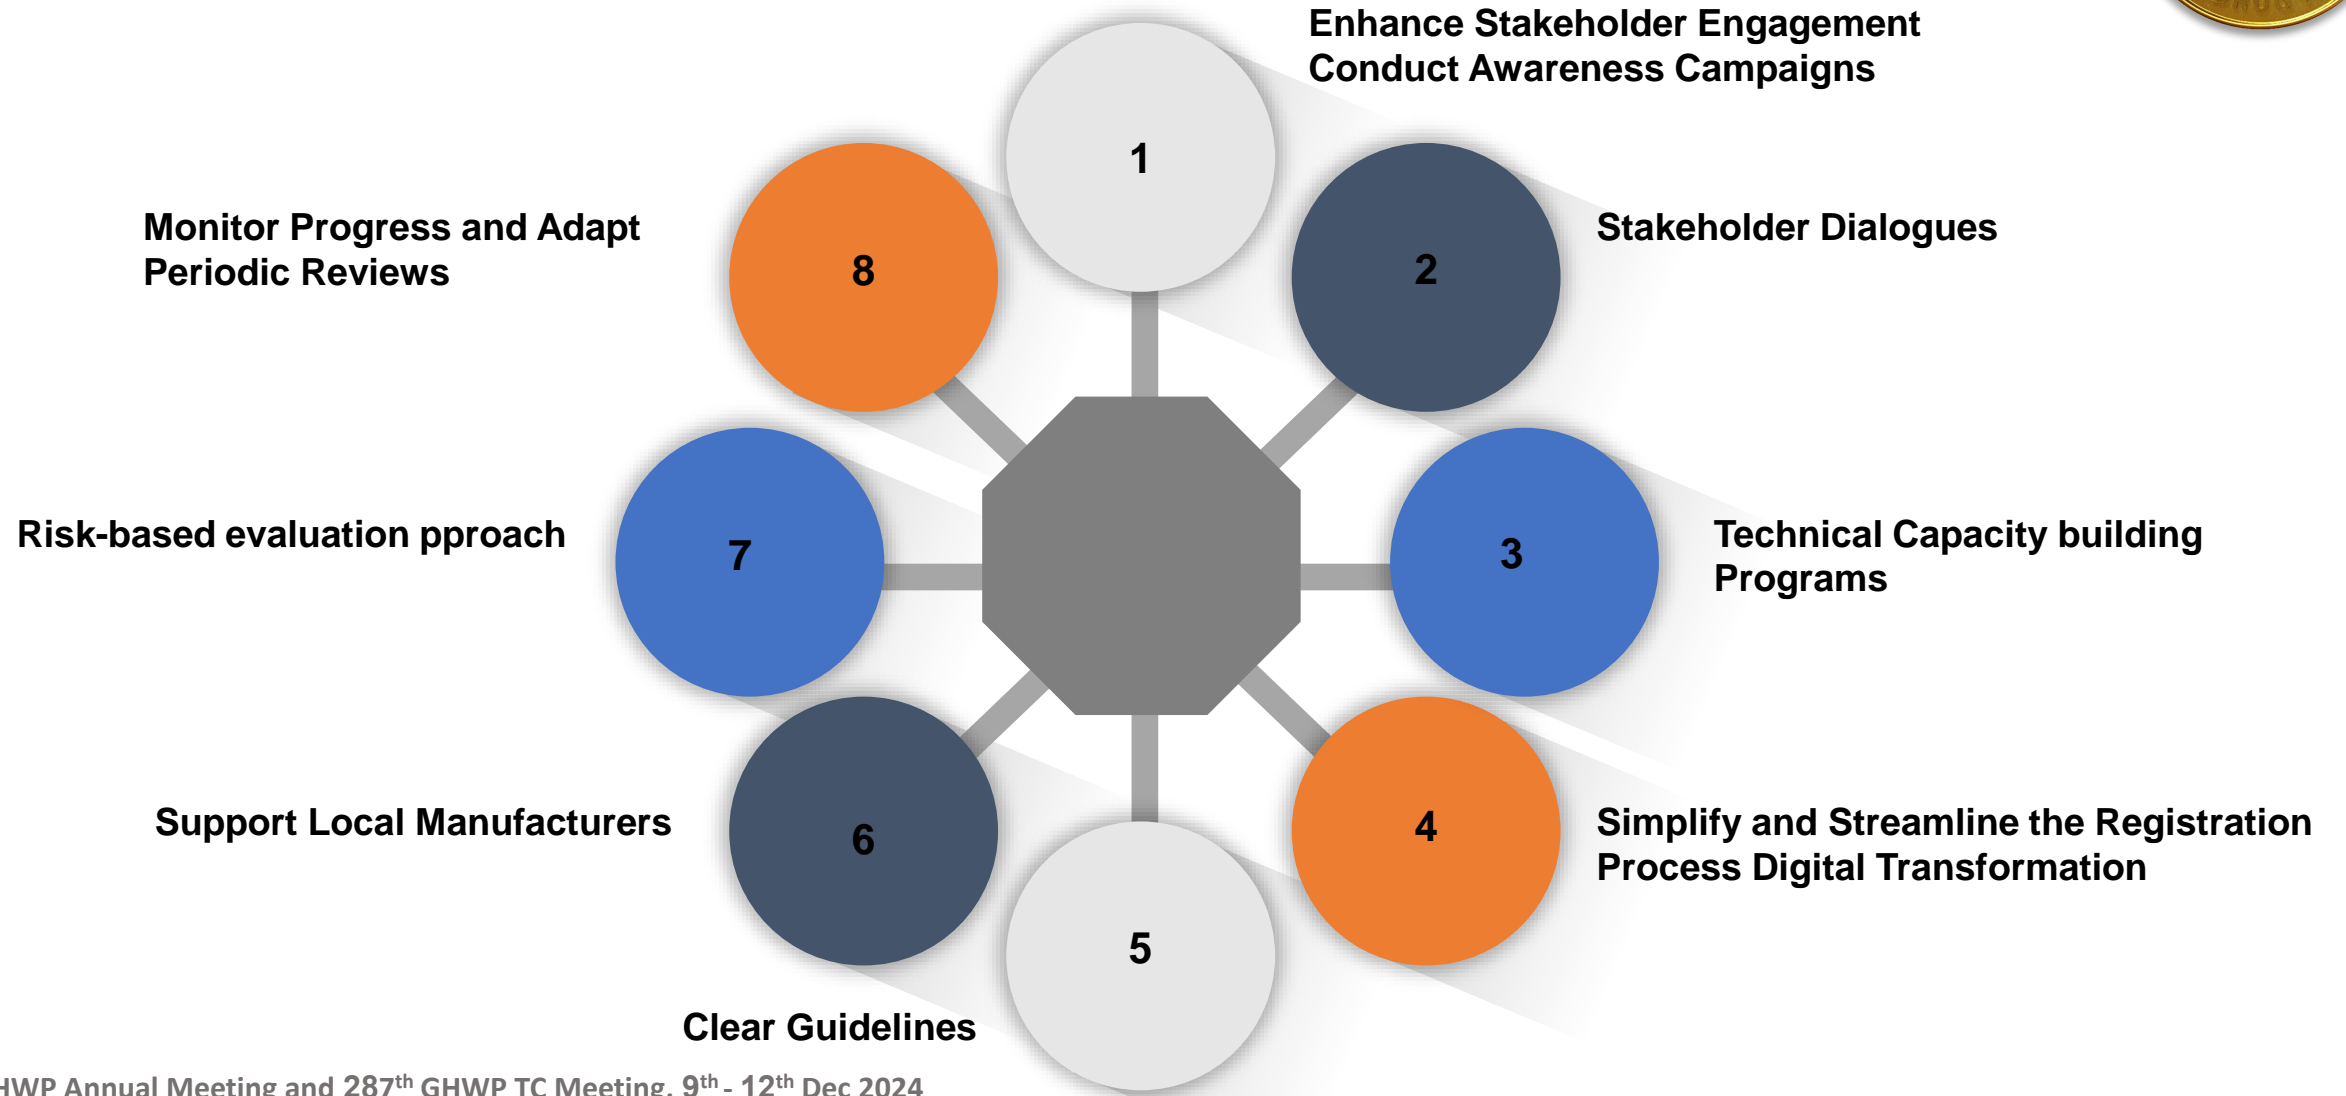 Enhance Stakeholder Engagement
Conduct Awareness Campaigns
1
2
Stakeholder Dialogues
Monitor Progress and Adapt
Periodic Reviews
8
Risk-based evaluation pproach
7
3
Technical Capacity building
Programs
Support Local Manufacturers
6
4
Simplify and Streamline the Registration
Process Digital Transformation
5
Clear Guidelines
HWP Annual Meeting and 287th GHWP TC Meeting. 9th - 12th Dec 2024